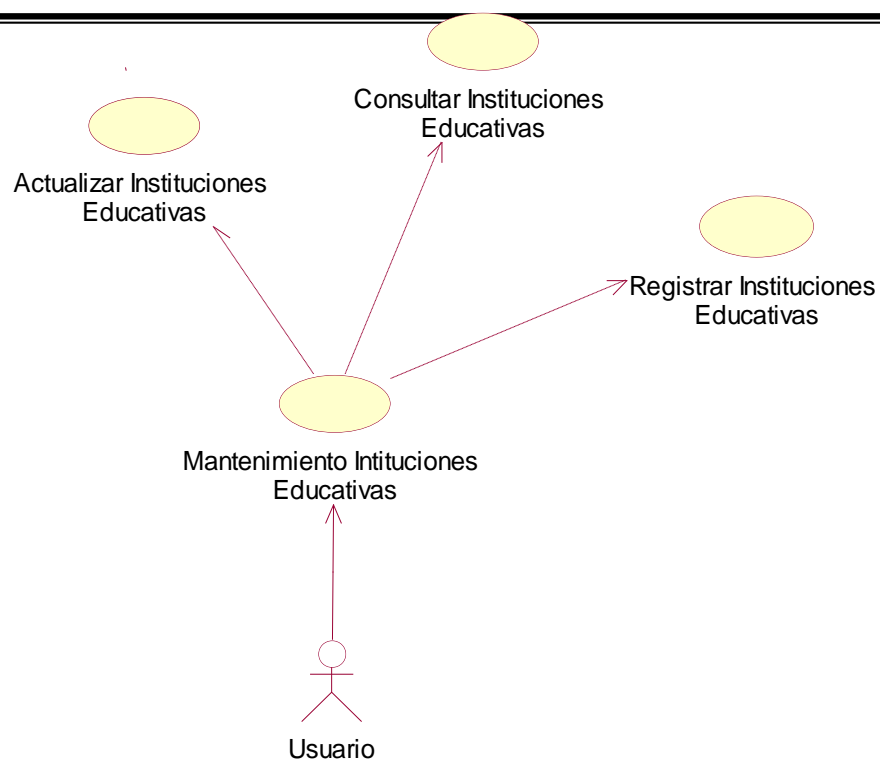 Consultar Instituciones
Educativas
Actualizar Instituciones
Educativas
Registrar Instituciones
Educativas
Mantenimiento Intituciones
Educativas
Usuario